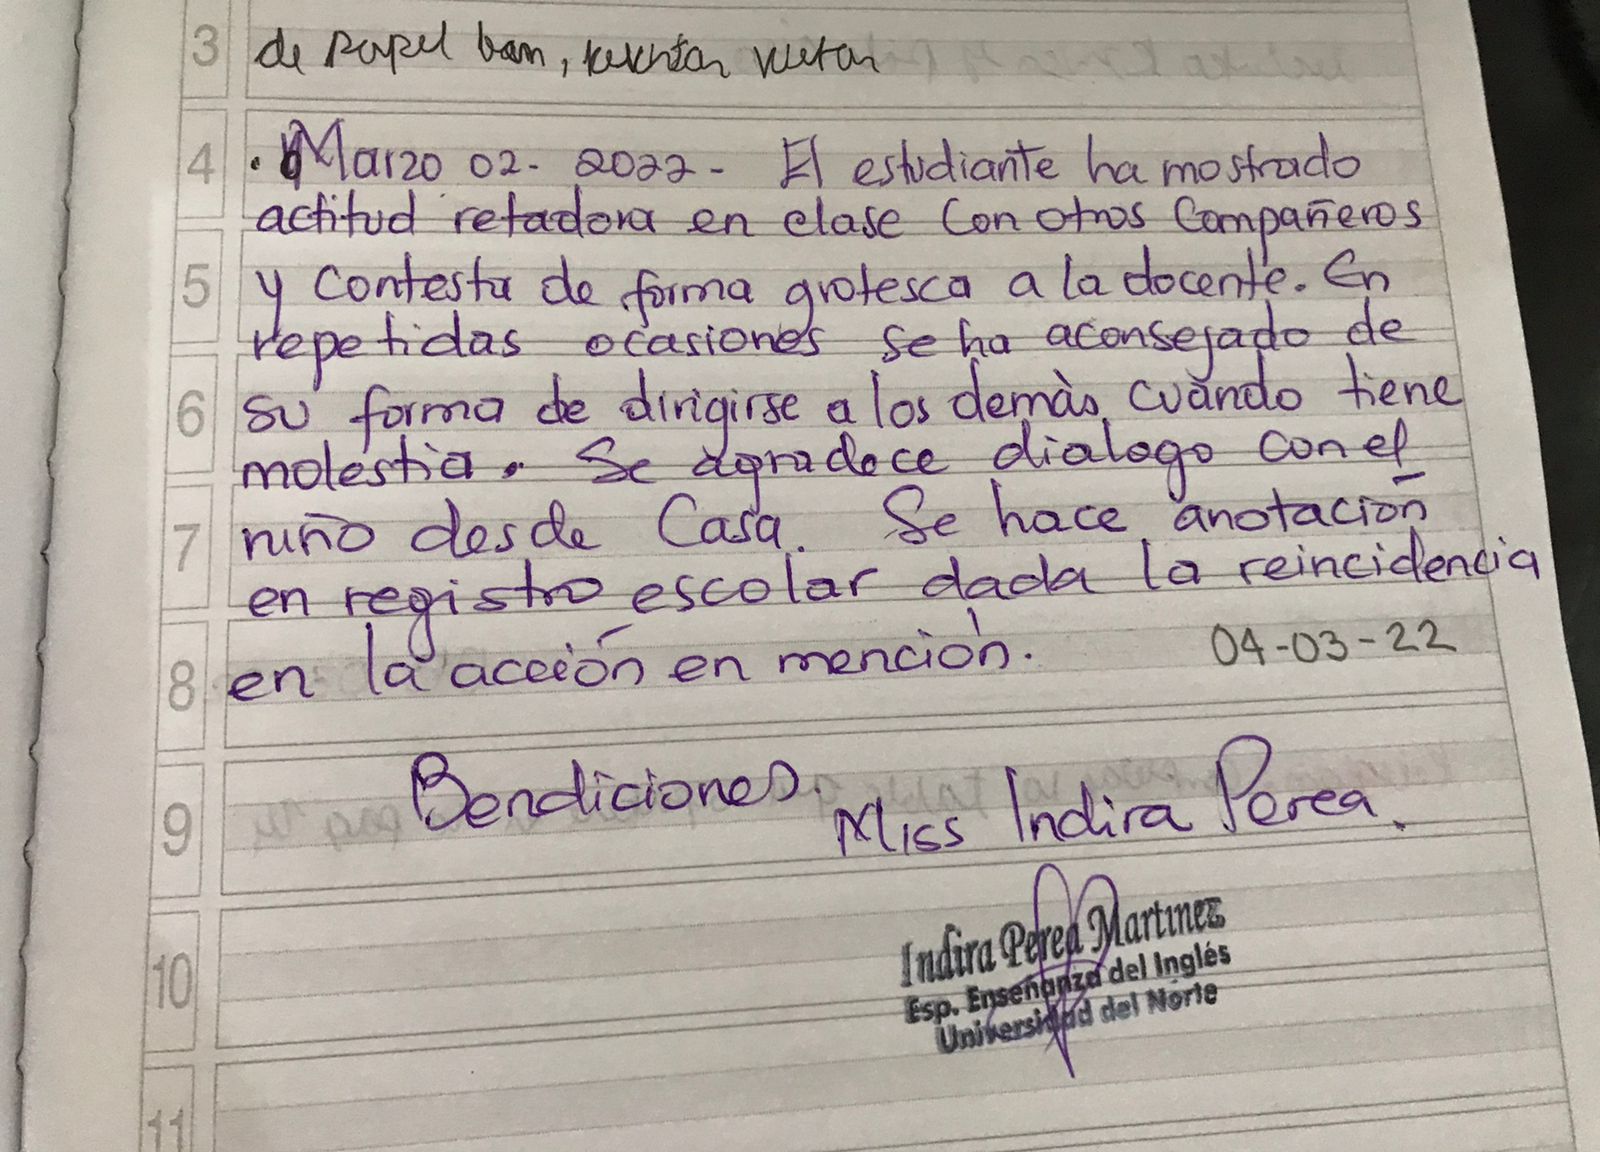 3 de papel
4 . Marzo 02 - 2022 - El estudiante ha mostrado
actitud retadora en clase con otros compañeros
5 y contesta de forma grotesca a la docente. En
repetidas ocasiones se ha aconsejado de
6 su forma de dirigirse a los demàs cuàndo tiene
molestia. Se agradece dialogo con el
7 niño desde Casa. Se hace anotación
en registro escolar dada la reincidencia
8 en la acción en mención. 04-03-22
9 Bendiciones. Miss Indira Perea.
Indira Perea Martinez
Esp. Enseñanza del Inglés
10 Universidad del Norte
11